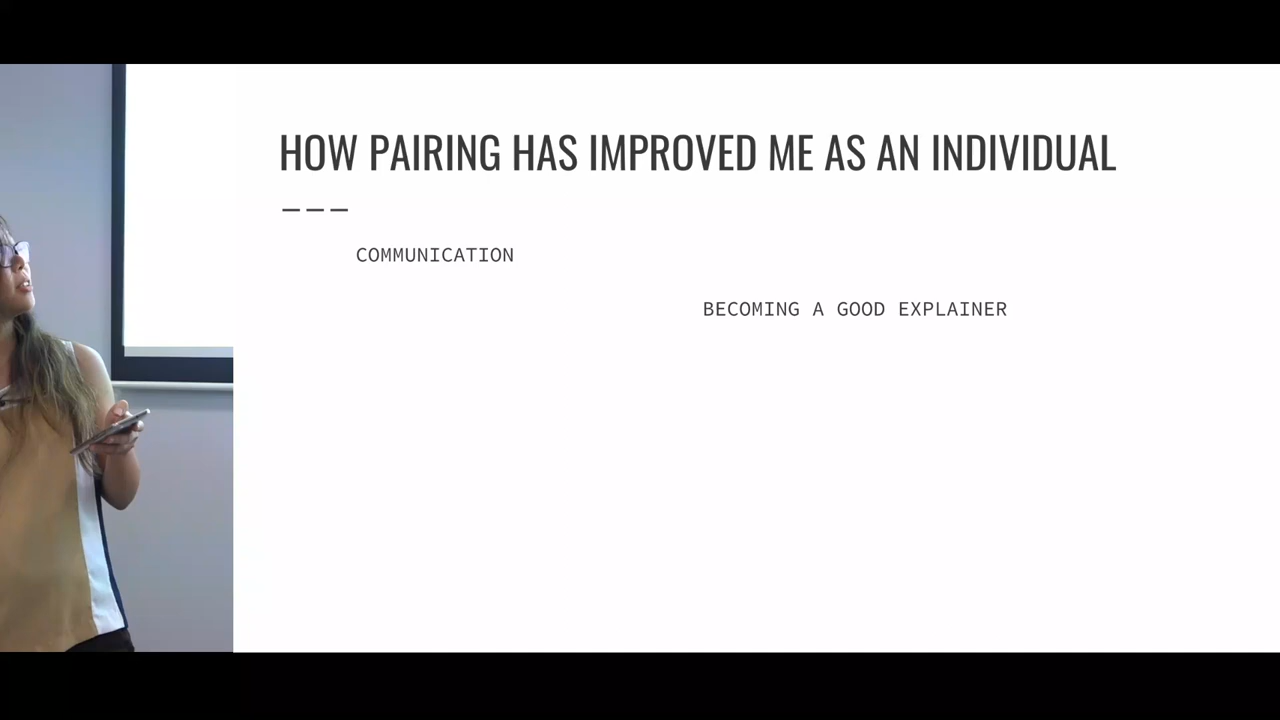 HOW PAIRING HAS IMPROVED ME AS AN INDIVIDUAL
COMMUNICATION
BECOMING A GOOD EXPLAINER